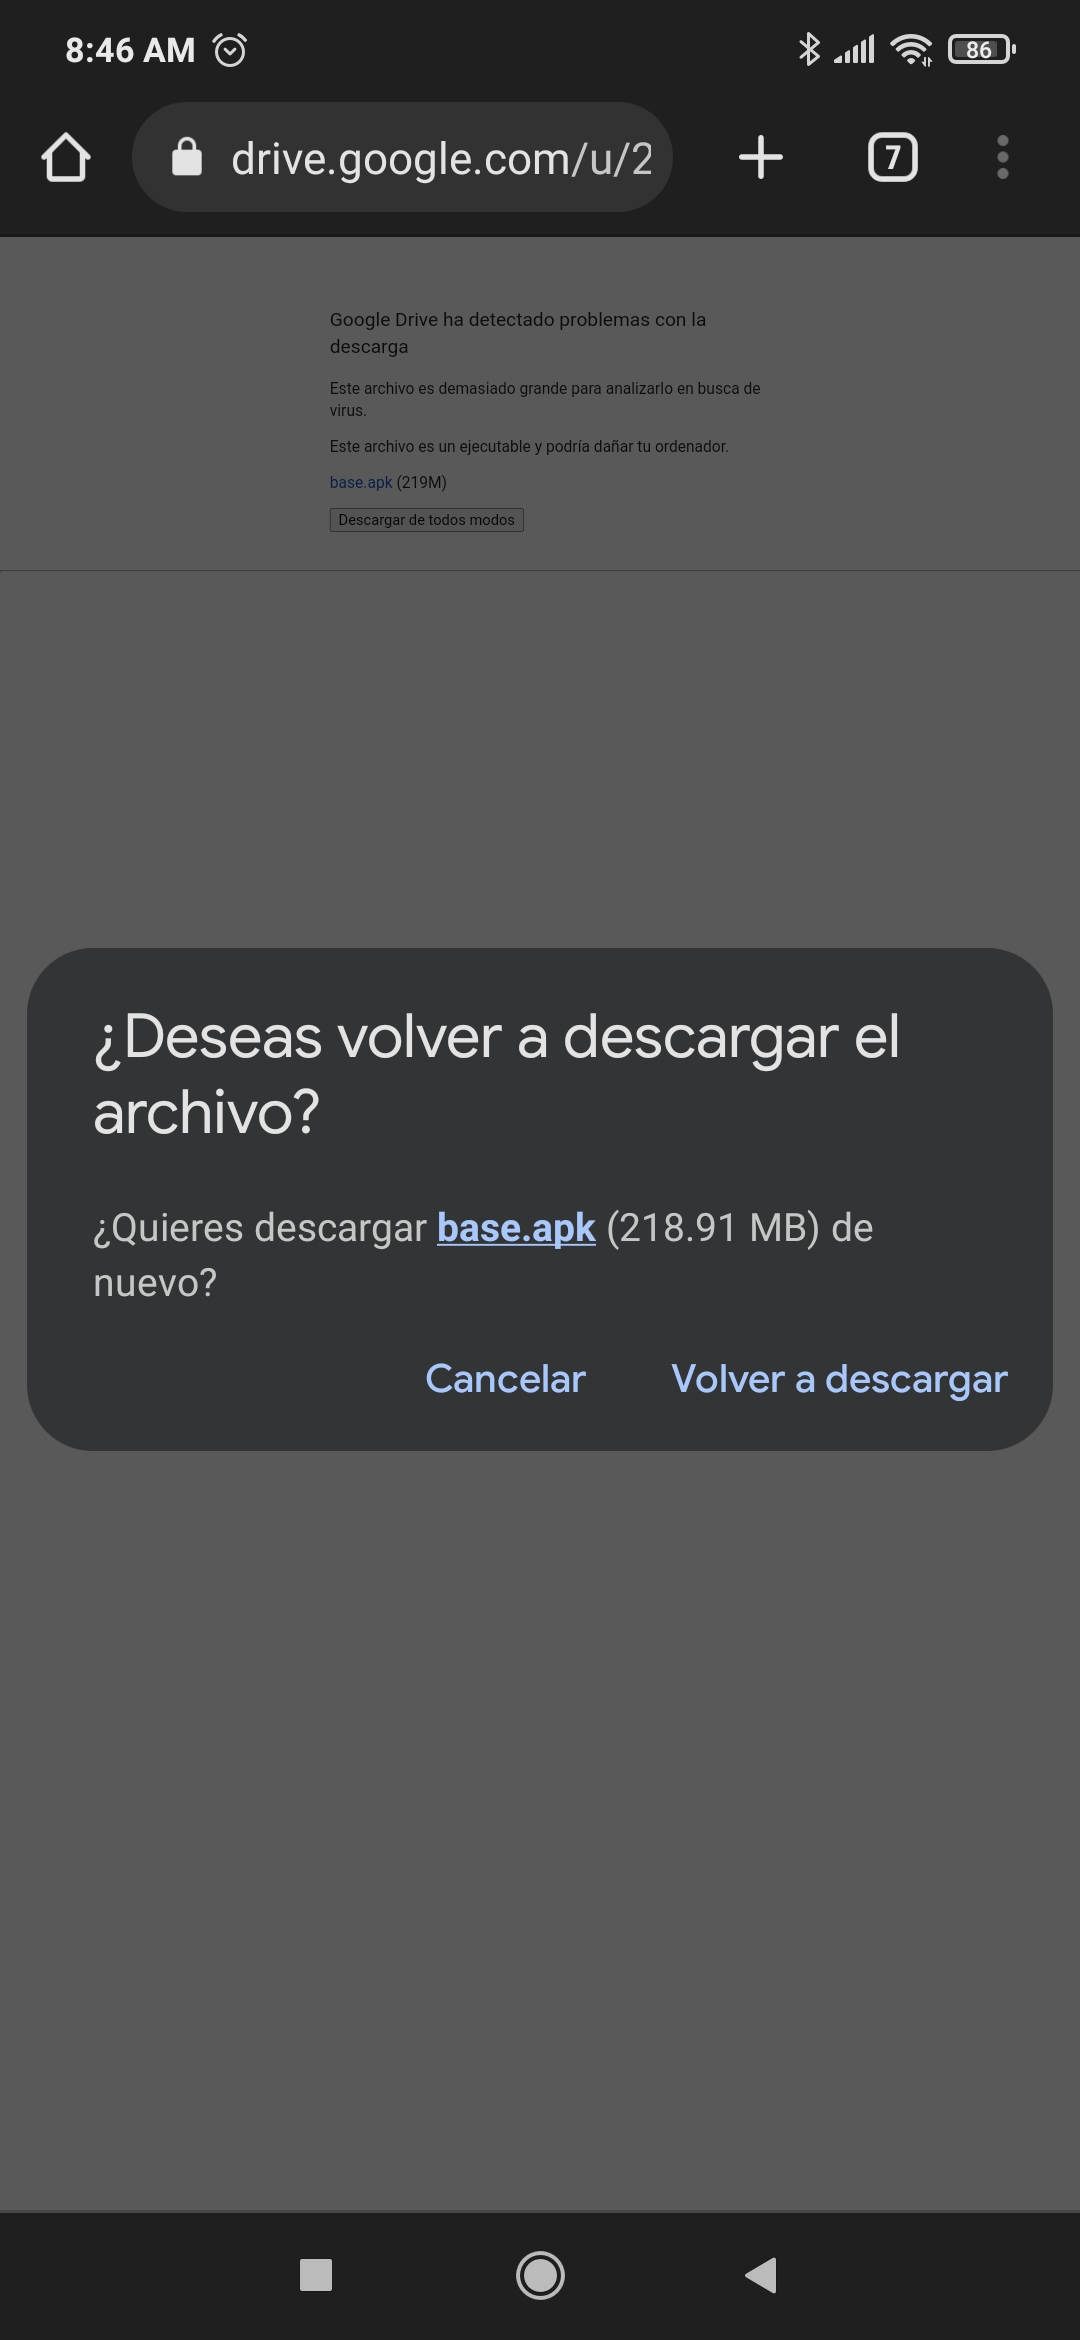 8:46 AM
86
drive.google.com/u/2
7
Google Drive ha detectado problemas con la
descarga
Este archivo es demasiado grande para analizarlo en busca de
virus.
Este archivo es un ejecutable y podría dañar tu ordenador.
base.apk (219M)
Descargar de todos modos
¿Deseas volver a descargar el
archivo?
¿Quieres descargar base.apk (218.91 MB) de
nuevo?
Cancelar
Volver a descargar